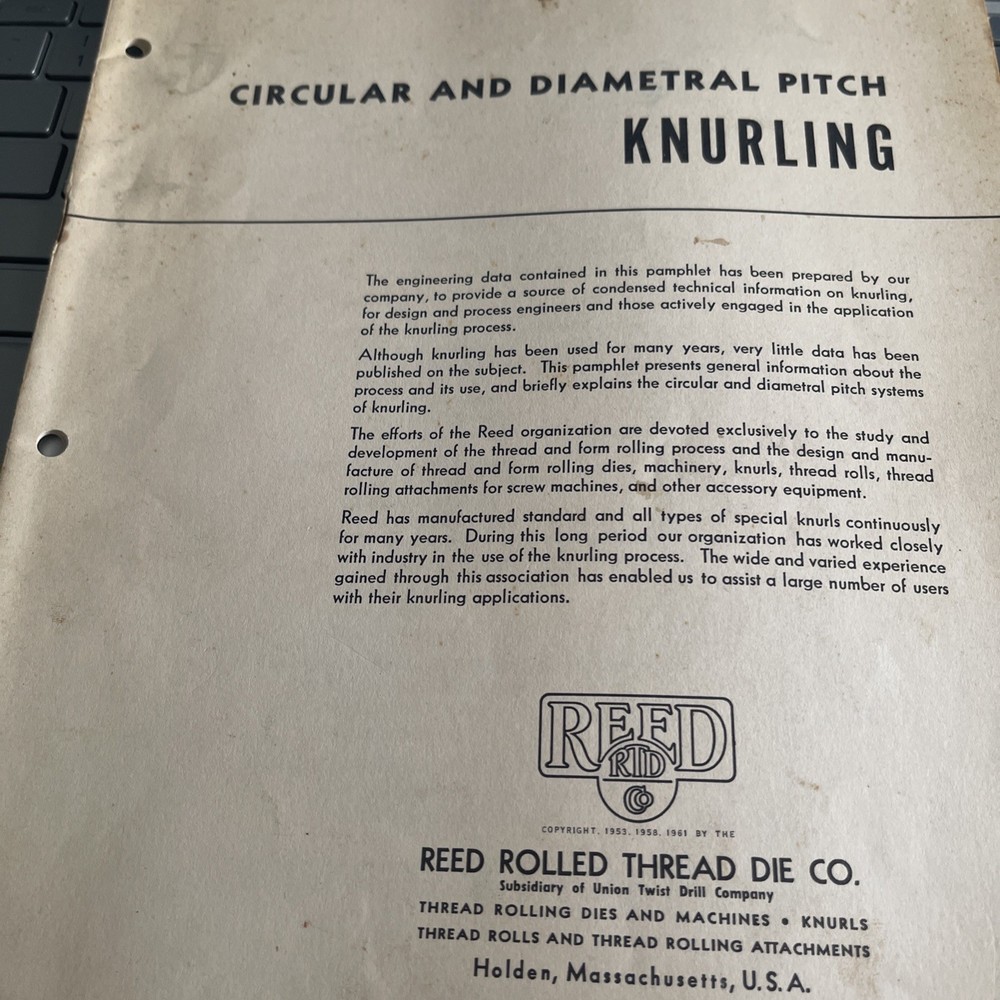 CIRCULAR AND DIAMETRAL PITCH
KNURLING
The engineering data contained in this pamphlet has been prepared by our
company, to provide a source of condensed technical information on knurling,
for design and process engineers and those actively engaged in the application
of the knurling process.
Although knurling has been used for many years, very little data has been
published on the subject. This pamphlet presents general information about the
process and its use, and briefly explains the circular and diametral pitch systems
of knurling.
The efforts of the Reed organization are devoted exclusively to the study and
development of the thread and form rolling process and the design and manu-
facture of thread and form rolling dies, machinery, knurls, thread rolls, thread
rolling attachments for screw machines, and other accessory equipment.
Reed has manufactured standard and all types of special knurls continuously
for many years. During this long period our organization has worked closely
with industry in the use of the knurling process. The wide and varied experience
gained through this association has enabled us to assist a large number of users
with their knurling applications.
REED
RTD
Co
COPYRIGHT, 1953, 1958, 1961 BY THE
REED ROLLED THREAD DIE CO.
Subsidiary of Union Twist Drill Company
THREAD ROLLING DIES AND MACHINES • KNURLS
THREAD ROLLS AND THREAD ROLLING ATTACHMENTS
Holden, Massachusetts, U.S.A.